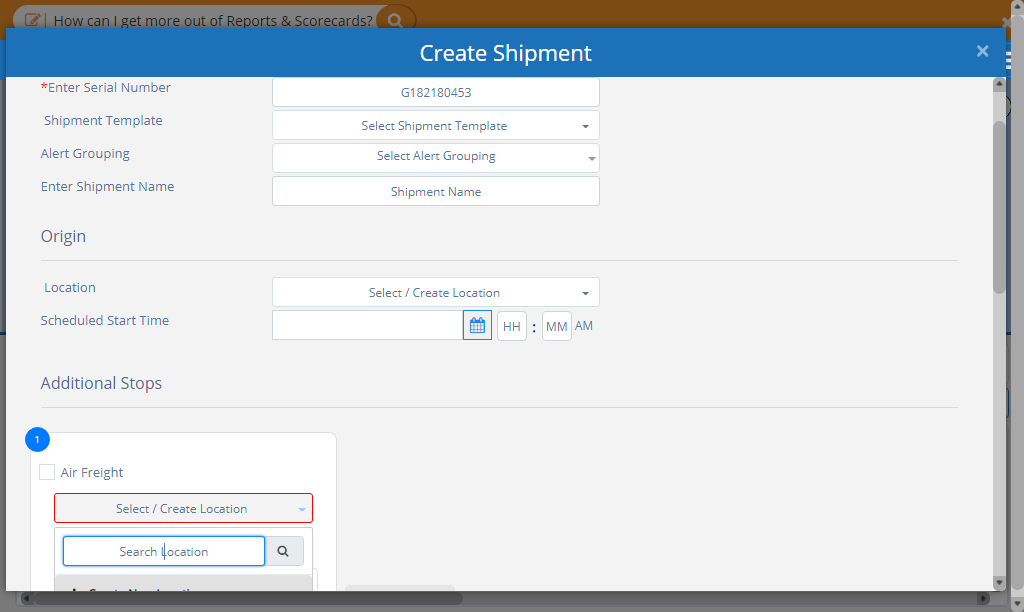 How can I get more out of Reports & Scorecards?
Create Shipment
*Enter Serial Number
G182180453
Shipment Template
Select Shipment Template
Alert Grouping
Select Alert Grouping
Enter Shipment Name
Shipment Name
Origin
Location
Select / Create Location
Scheduled Start Time
HH : MM AM
Additional Stops
1
Air Freight
Select / Create Location
Search Location